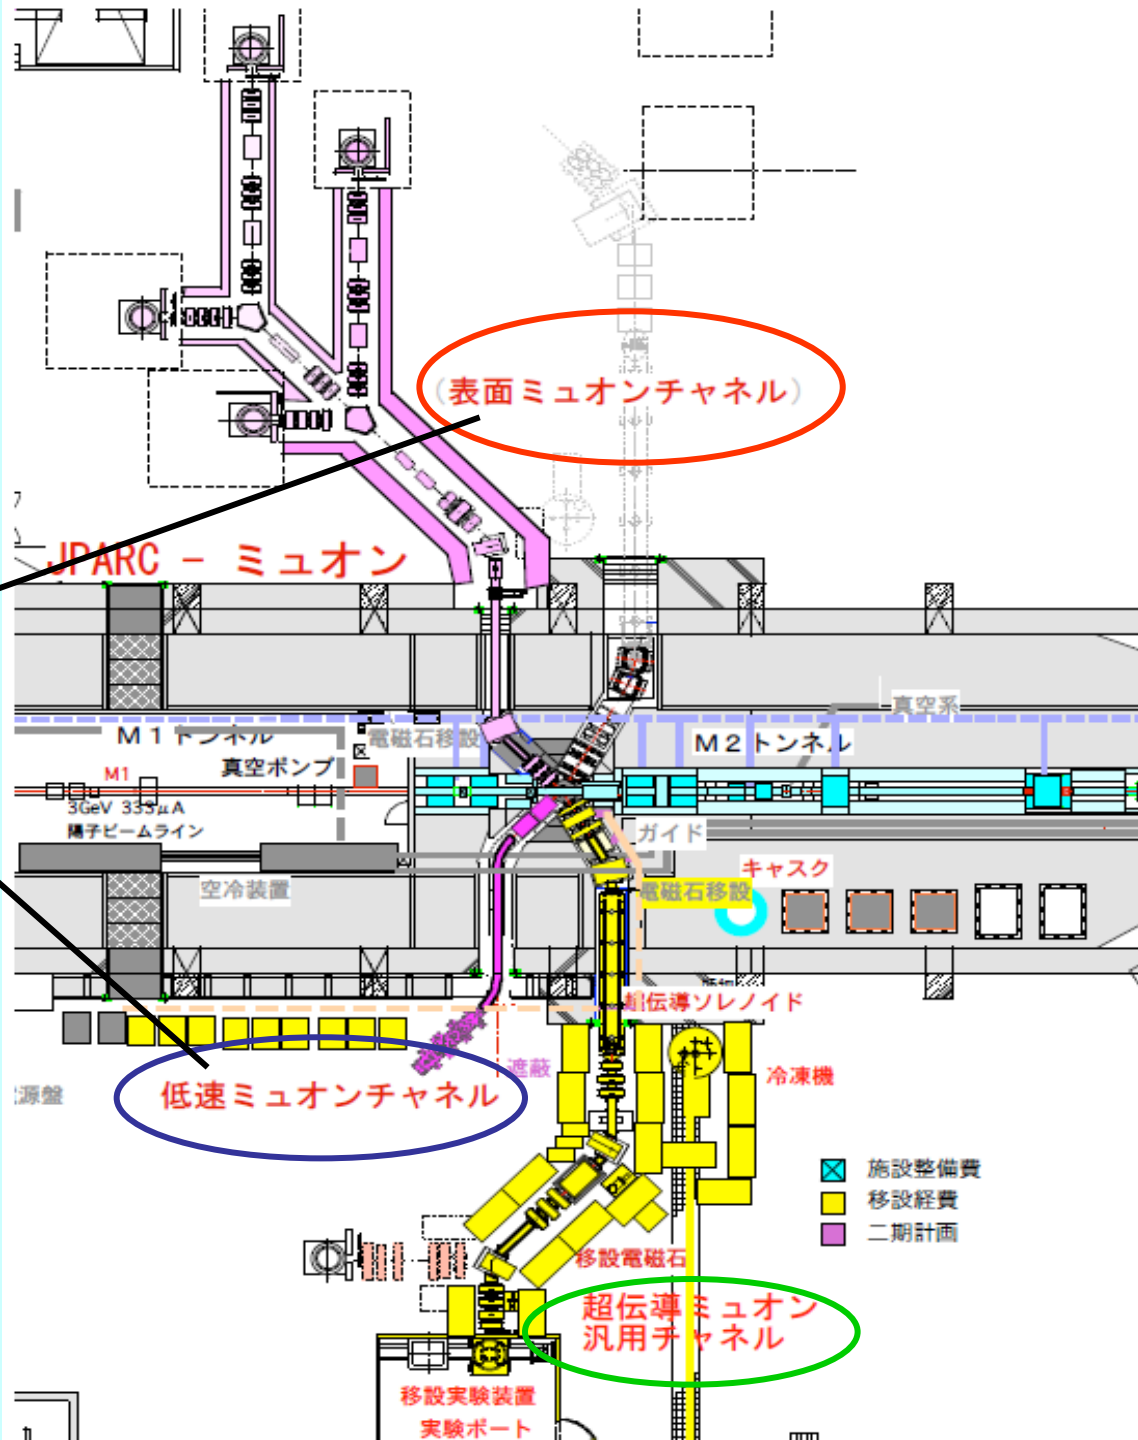 （表面ミュオンチャネル）
JPARC － ミュオン
真空系
M１トンネル
電磁石移設
M２トンネル
真空ポンプ
M1
3GeV 333μA
陽子ビームライン
ガイド
キャスク
空冷装置
電磁石移設
超伝導ソレノイド
遮蔽
冷凍機
源盤
低速ミュオンチャネル
施設整備費
移設経費
二期計画
移設電磁石
超伝導ミュオン
汎用チャネル
移設実験装置
実験ポート